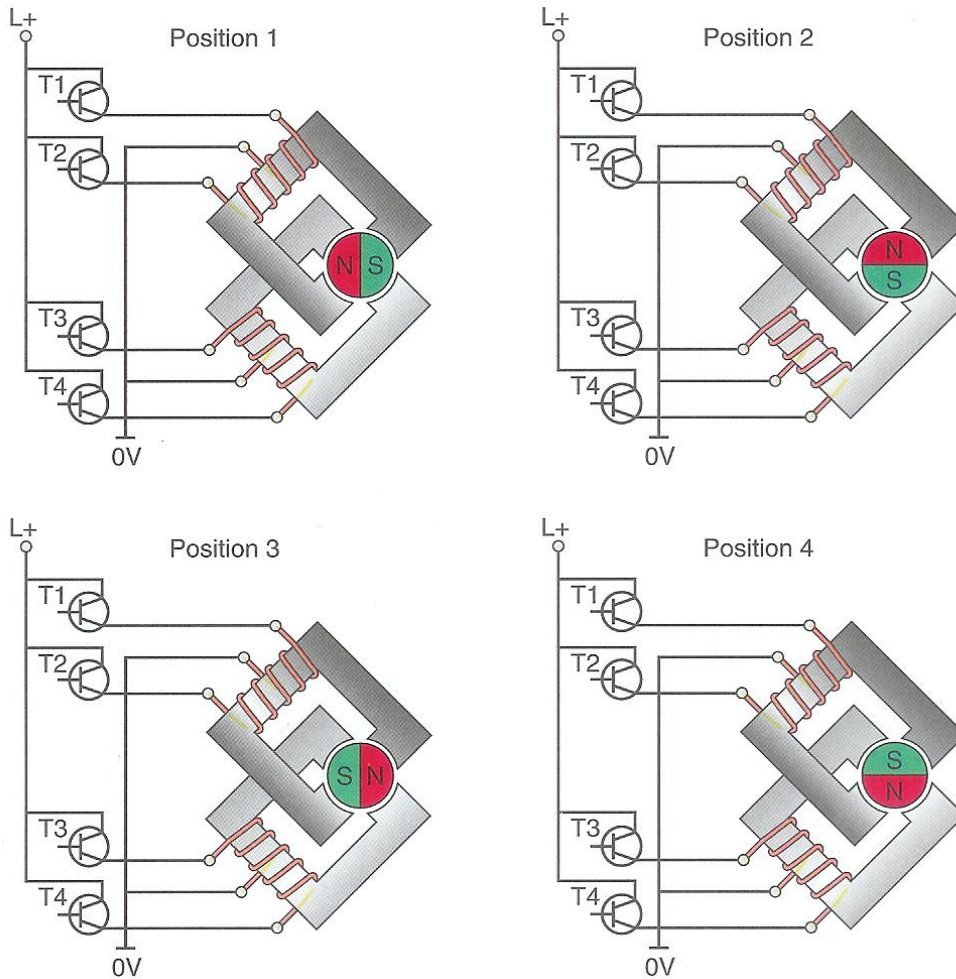 L+
Position 1
T1
T2
N S
T3
T4
0V
L+
Position 2
T1
T2
N
S
T3
T4
0V
L+
Position 3
T1
T2
S N
T3
T4
0V
L+
Position 4
T1
T2
S
N
T3
T4
0V